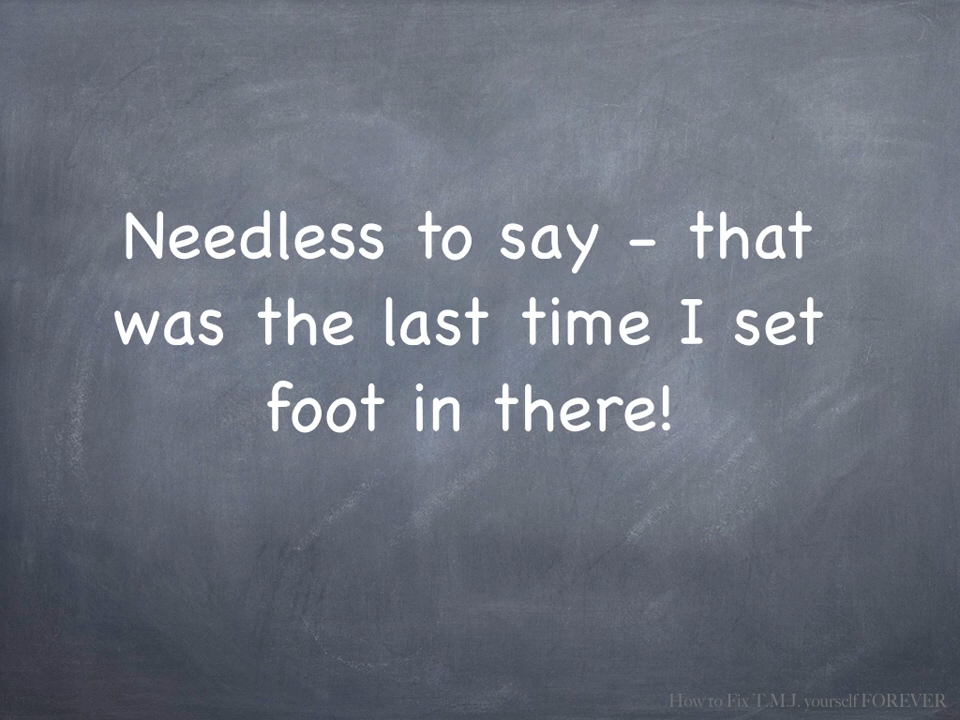 Needless to say - that
was the last time I set
foot in there!
How to Fix T.M.J. yourself FOREVER